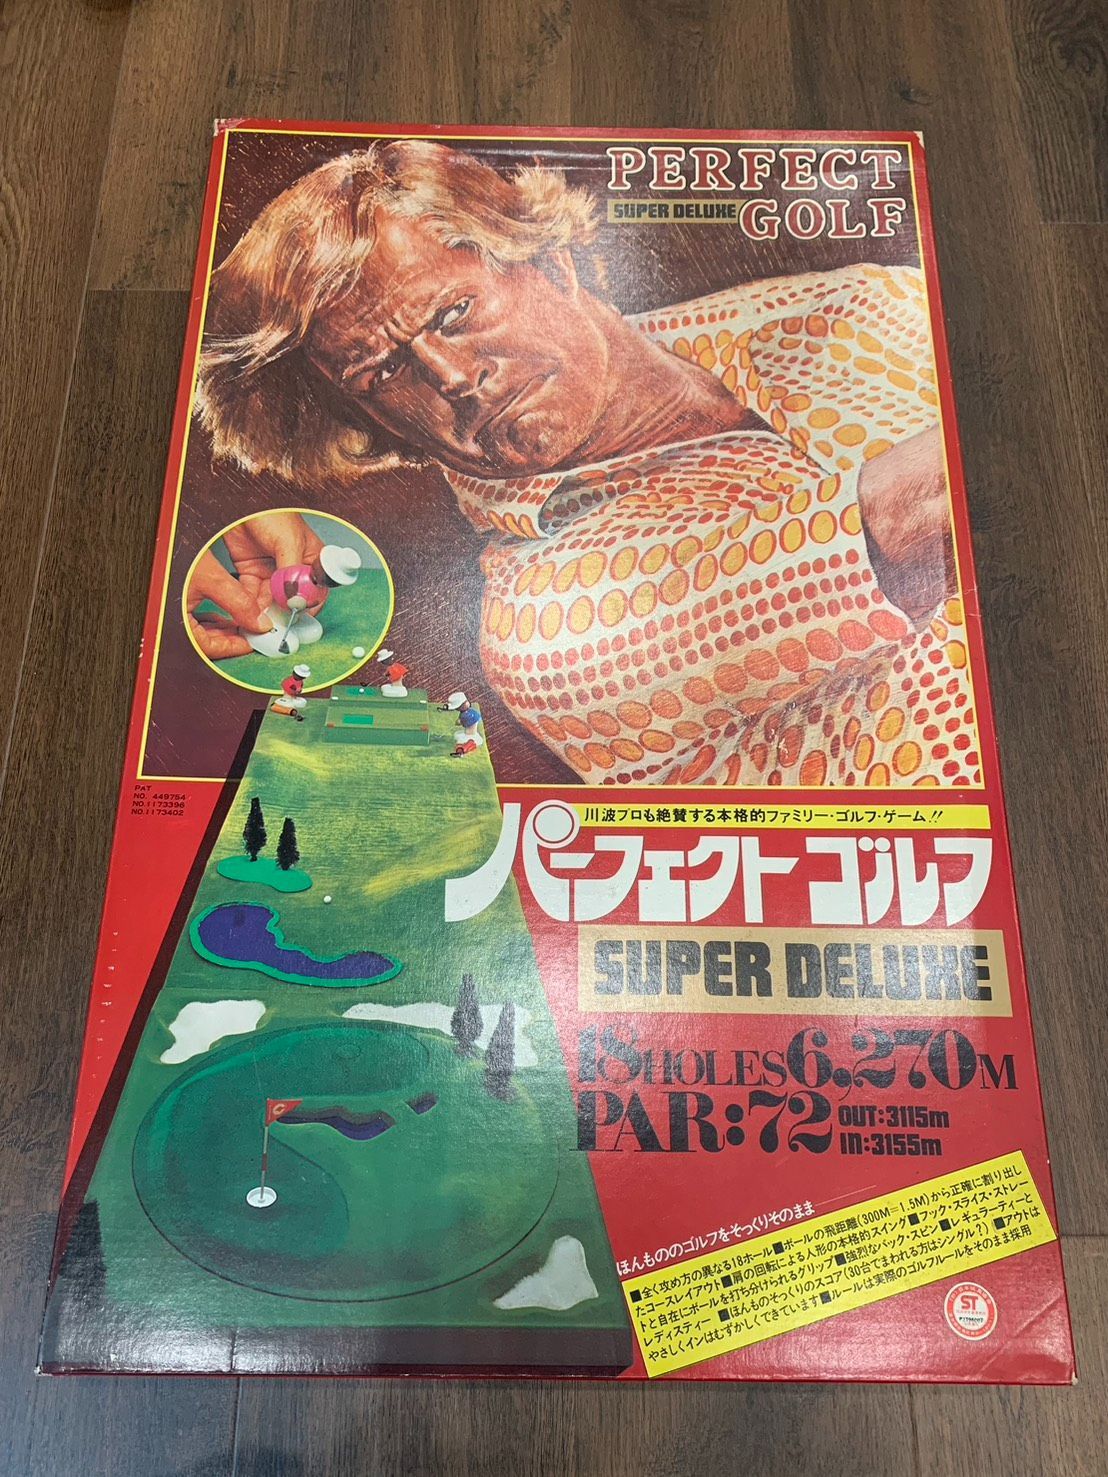 PERFECT
SUPER DELUXE
GOLF
PAT
NO. 449754
NO.1173396
NO.1173402
川波プロも絶賛する本格的ファミリー・ゴルフ・ゲーム!!
パーフェクト ゴルフ
SUPER DELUXE
18HOLES6,270M
PAR:72
OUT:3115m
IN:3155m
ほんもののゴルフをそっくりそのまま
■全く攻め方の異なる18ホール■ボールの飛距離(300M=1.5M)から正確に割り出し
たコースレイアウト■肩の回転による人形の本格的スイング■フック・スライス・ストレー
トと自在にボールを打ち分けられるグリップ■強烈なバック・スピン■レギュラーティーと
レディスティー ■ほんものそっくりのスコア(30台でまわれる方はシングル?)■アウトは
やさしくインはむずかしくできています■ルールは実際のゴルフルールをそのまま採用
ST